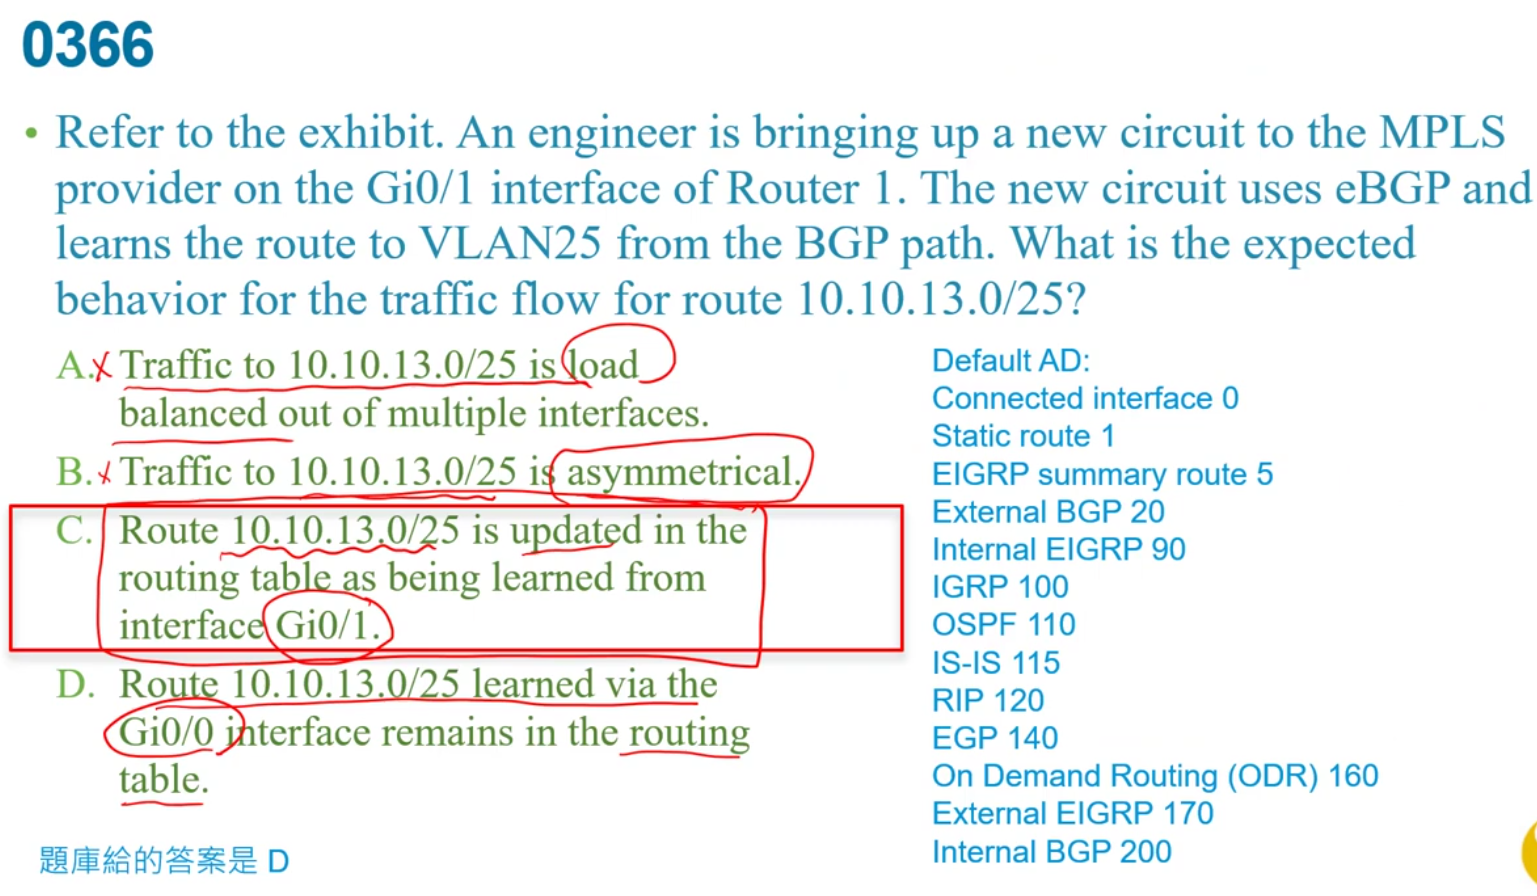 0366
• Refer to the exhibit. An engineer is bringing up a new circuit to the MPLS
provider on the Gi0/1 interface of Router 1. The new circuit uses eBGP and
learns the route to VLAN25 from the BGP path. What is the expected
behavior for the traffic flow for route 10.10.13.0/25?
A. Traffic to 10.10.13.0/25 is load
balanced out of multiple interfaces.
B. Traffic to 10.10.13.0/25 is asymmetrical.
C. Route 10.10.13.0/25 is updated in the
routing table as being learned from
interface Gi0/1.
D. Route 10.10.13.0/25 learned via the
Gi0/0 interface remains in the routing
table.
題庫給的答案是 D
Default AD:
Connected interface 0
Static route 1
EIGRP summary route 5
External BGP 20
Internal EIGRP 90
IGRP 100
OSPF 110
IS-IS 115
RIP 120
EGP 140
On Demand Routing (ODR) 160
External EIGRP 170
Internal BGP 200